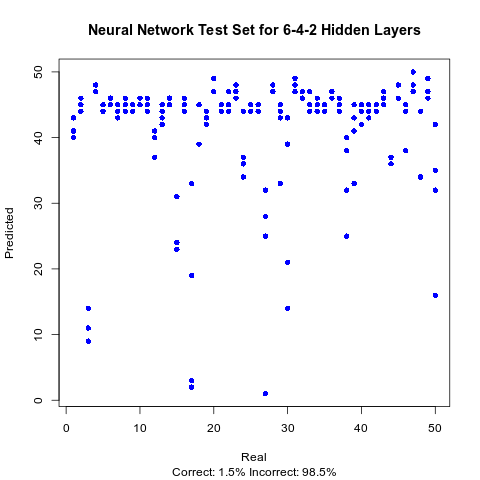 Neural Network Test Set for 6-4-2 Hidden Layers
Predicted
50
40
30
20
10
0
0 10 20 30 40 50
Real
Correct: 1.5% Incorrect: 98.5%